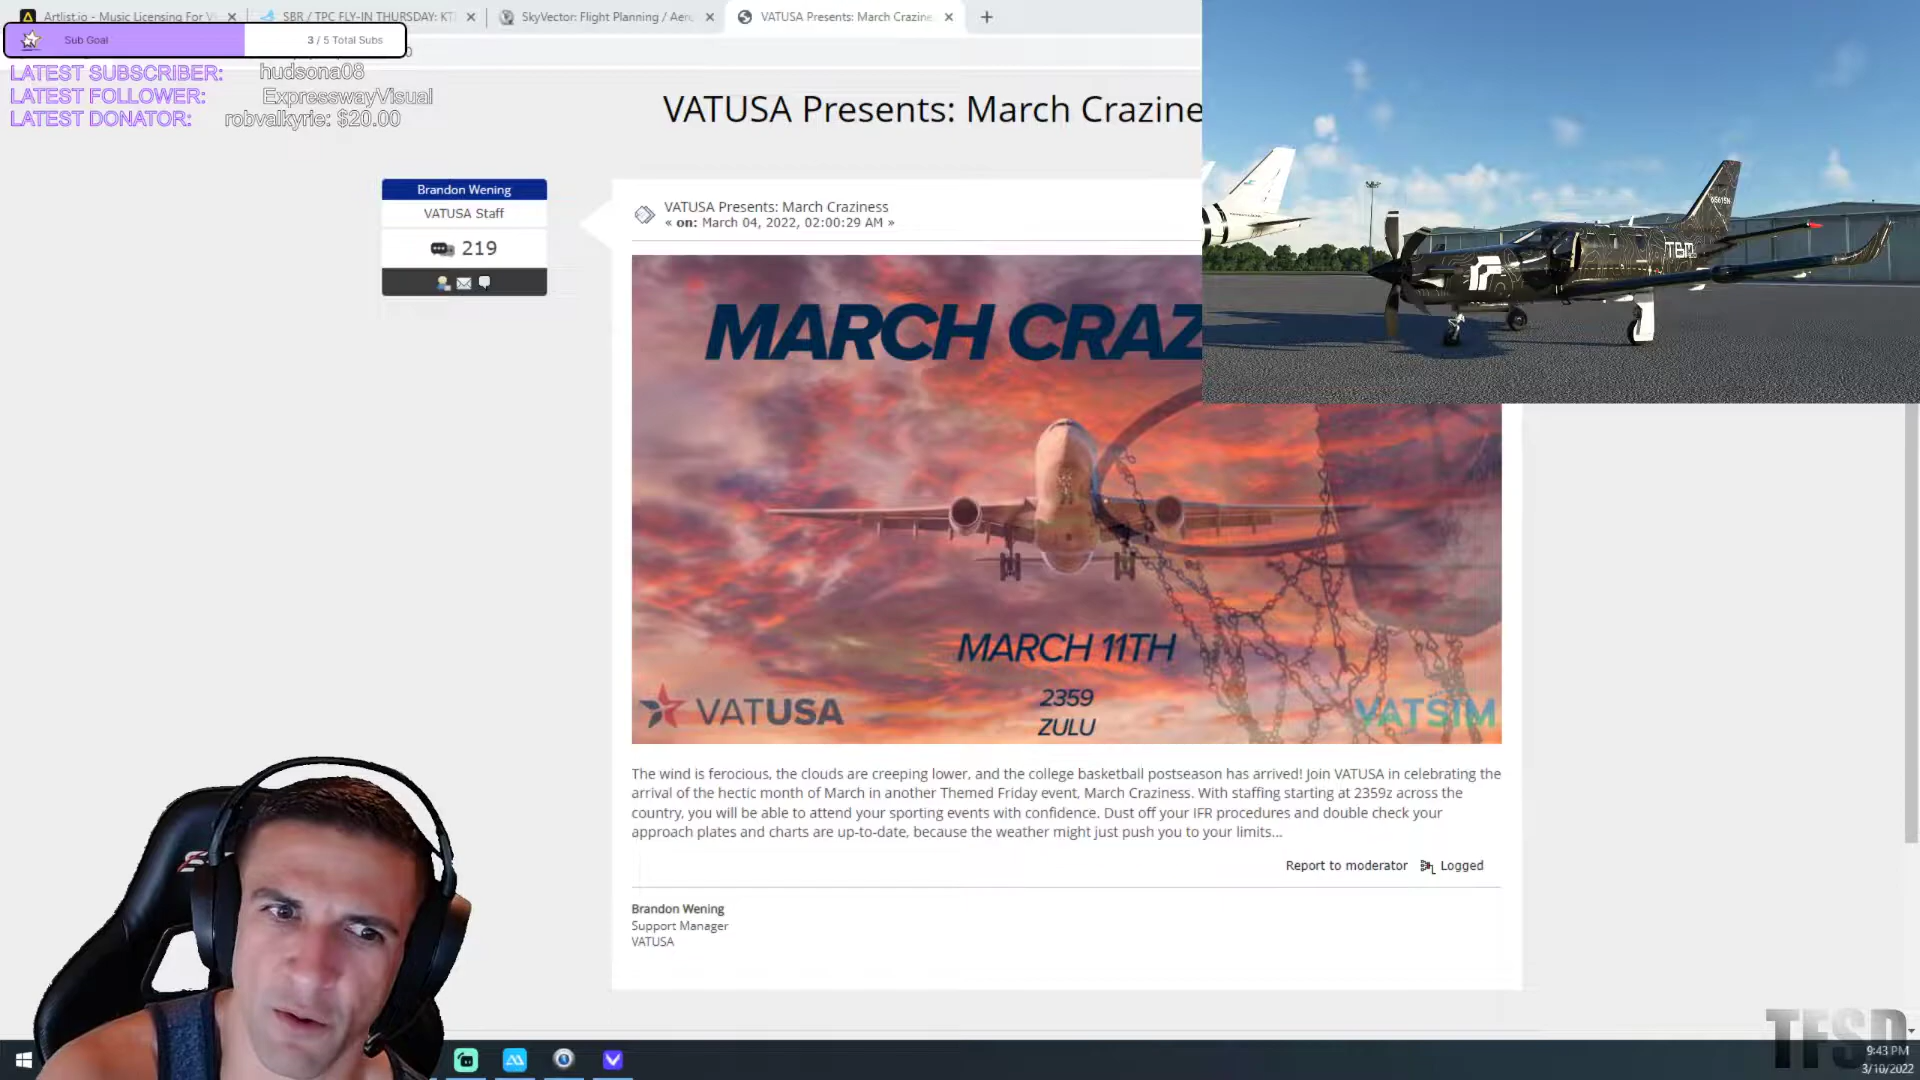 Artlist.io - Music Licensing For V
SBR / TPC FLY-IN THURSDAY: KT
SkyVector: Flight Planning / Aero
VATUSA Presents: March Crazine
Sub Goal
3 / 5 Total Subs
LATEST SUBSCRIBER: hudsona08
LATEST FOLLOWER: ExpresswayVisual
LATEST DONATOR: robvalkyrie: $20.00
VATUSA Presents: March Crazine
Brandon Wening
VATUSA Staff
219
VATUSA Presents: March Craziness
« on: March 04, 2022, 02:00:29 AM »
TBM
MARCH CRAZ
MARCH 11TH
2359
ZULU
VATUSA
VATSIM
The wind is ferocious, the clouds are creeping lower, and the college basketball postseason has arrived! Join VATUSA in celebrating the
arrival of the hectic month of March in another Themed Friday event, March Craziness. With staffing starting at 2359z across the
country, you will be able to attend your sporting events with confidence. Dust off your IFR procedures and double check your
approach plates and charts are up-to-date, because the weather might just push you to your limits...
Report to moderator
Logged
Brandon Wening
Support Manager
VATUSA
TFSD
9:43 PM
3/10/2022